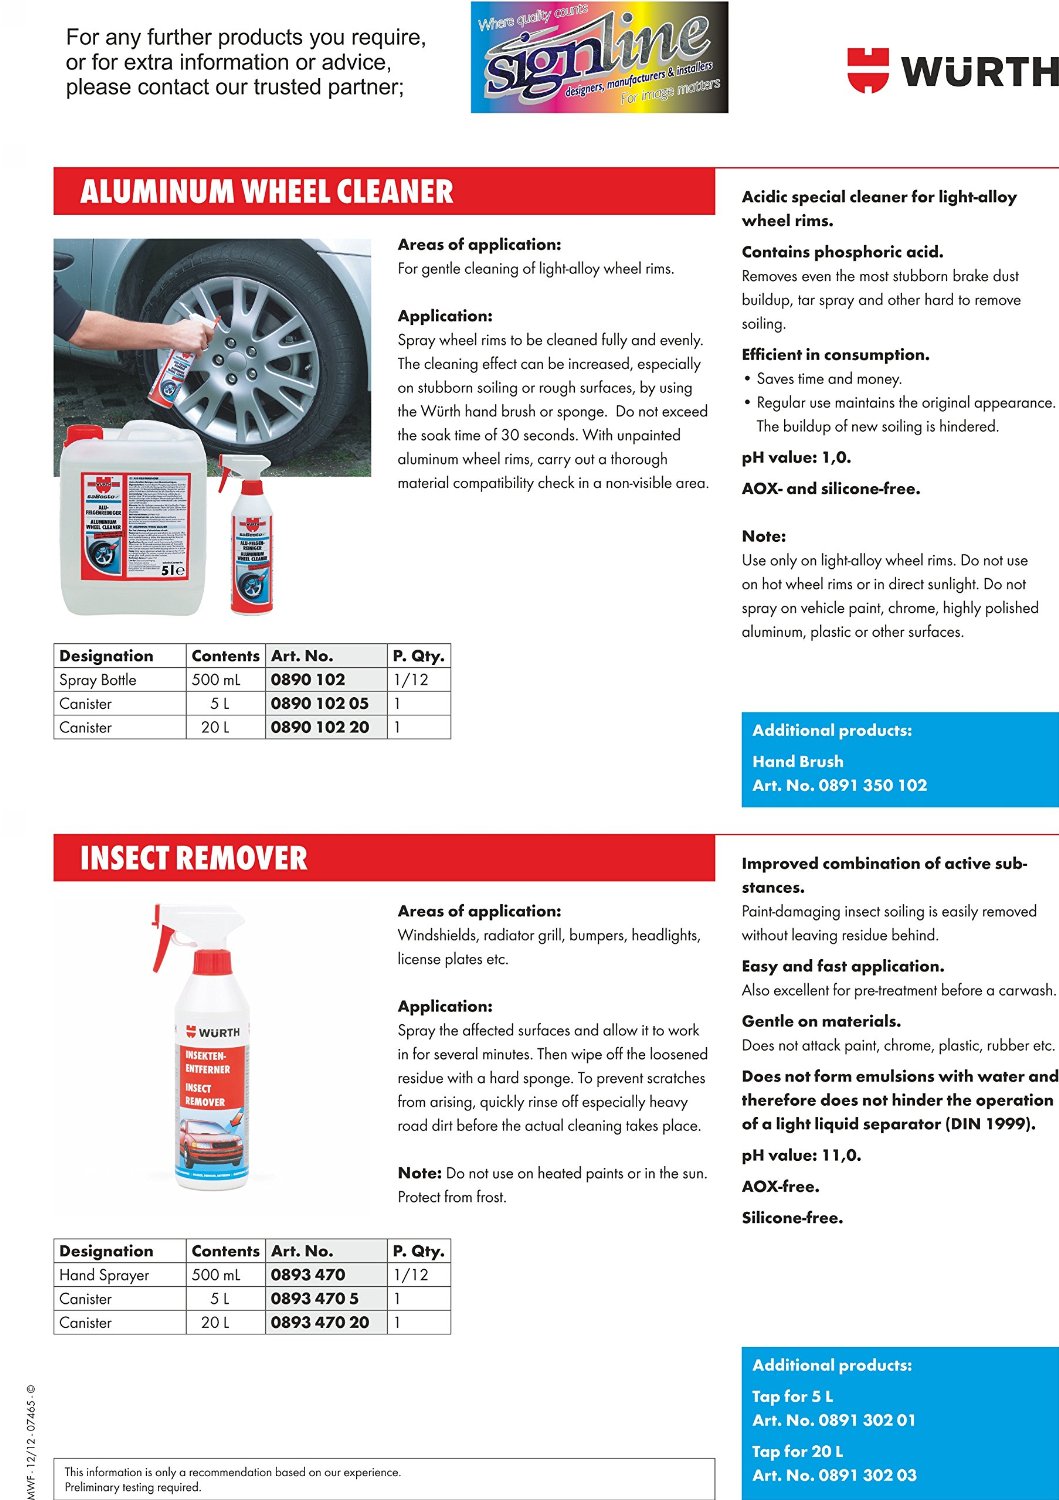 For any further products you require,
or for extra information or advice,
please contact our trusted partner;
Where quality counts
signline
designers, manufacturers & installers
For image matters
WÜRTH
ALUMINUM WHEEL CLEANER
Areas of application:
For gentle cleaning of light-alloy wheel rims.
Application:
Spray wheel rims to be cleaned fully and evenly.
The cleaning effect can be increased, especially
on stubborn soiling or rough surfaces, by using
the Würth hand brush or sponge. Do not exceed
the soak time of 30 seconds. With unpainted
aluminum wheel rims, carry out a thorough
material compatibility check in a non-visible area.
WÜRTH
ALU-
FELGENREINIGER
ALUMINIUM
WHEEL CLEANER
5 l e
WÜRTH
ALU-FELGEN-
REINIGER
ALUMINIUM
WHEEL CLEANER
Designation Contents Art. No. P. Qty.
Spray Bottle 500 mL 0890 102 1/12
Canister 5 L 0890 102 05 1
Canister 20 L 0890 102 20 1
Acidic special cleaner for light-alloy
wheel rims.
Contains phosphoric acid.
Removes even the most stubborn brake dust
buildup, tar spray and other hard to remove
soiling.
Efficient in consumption.
• Saves time and money.
• Regular use maintains the original appearance.
The buildup of new soiling is hindered.
pH value: 1,0.
AOX- and silicone-free.
Note:
Use only on light-alloy wheel rims. Do not use
on hot wheel rims or in direct sunlight. Do not
spray on vehicle paint, chrome, highly polished
aluminum, plastic or other surfaces.
Additional products:
Hand Brush
Art. No. 0891 350 102
INSECT REMOVER
WÜRTH
INSEKTEN-
ENTFERNER
INSECT
REMOVER
Areas of application:
Windshields, radiator grill, bumpers, headlights,
license plates etc.
Application:
Spray the affected surfaces and allow it to work
in for several minutes. Then wipe off the loosened
residue with a hard sponge. To prevent scratches
from arising, quickly rinse off especially heavy
road dirt before the actual cleaning takes place.
Note: Do not use on heated paints or in the sun.
Protect from frost.
Designation Contents Art. No. P. Qty.
Hand Sprayer 500 mL 0893 470 1/12
Canister 5 L 0893 470 5 1
Canister 20 L 0893 470 20 1
Improved combination of active sub-
stances.
Paint-damaging insect soiling is easily removed
without leaving residue behind.
Easy and fast application.
Also excellent for pre-treatment before a carwash.
Gentle on materials.
Does not attack paint, chrome, plastic, rubber etc.
Does not form emulsions with water and
therefore does not hinder the operation
of a light liquid separator (DIN 1999).
pH value: 11,0.
AOX-free.
Silicone-free.
Additional products:
Tap for 5 L
Art. No. 0891 302 01
Tap for 20 L
Art. No. 0891 302 03
This information is only a recommendation based on our experience.
Preliminary testing required.
MWF - 12/12 - 07465 - ©